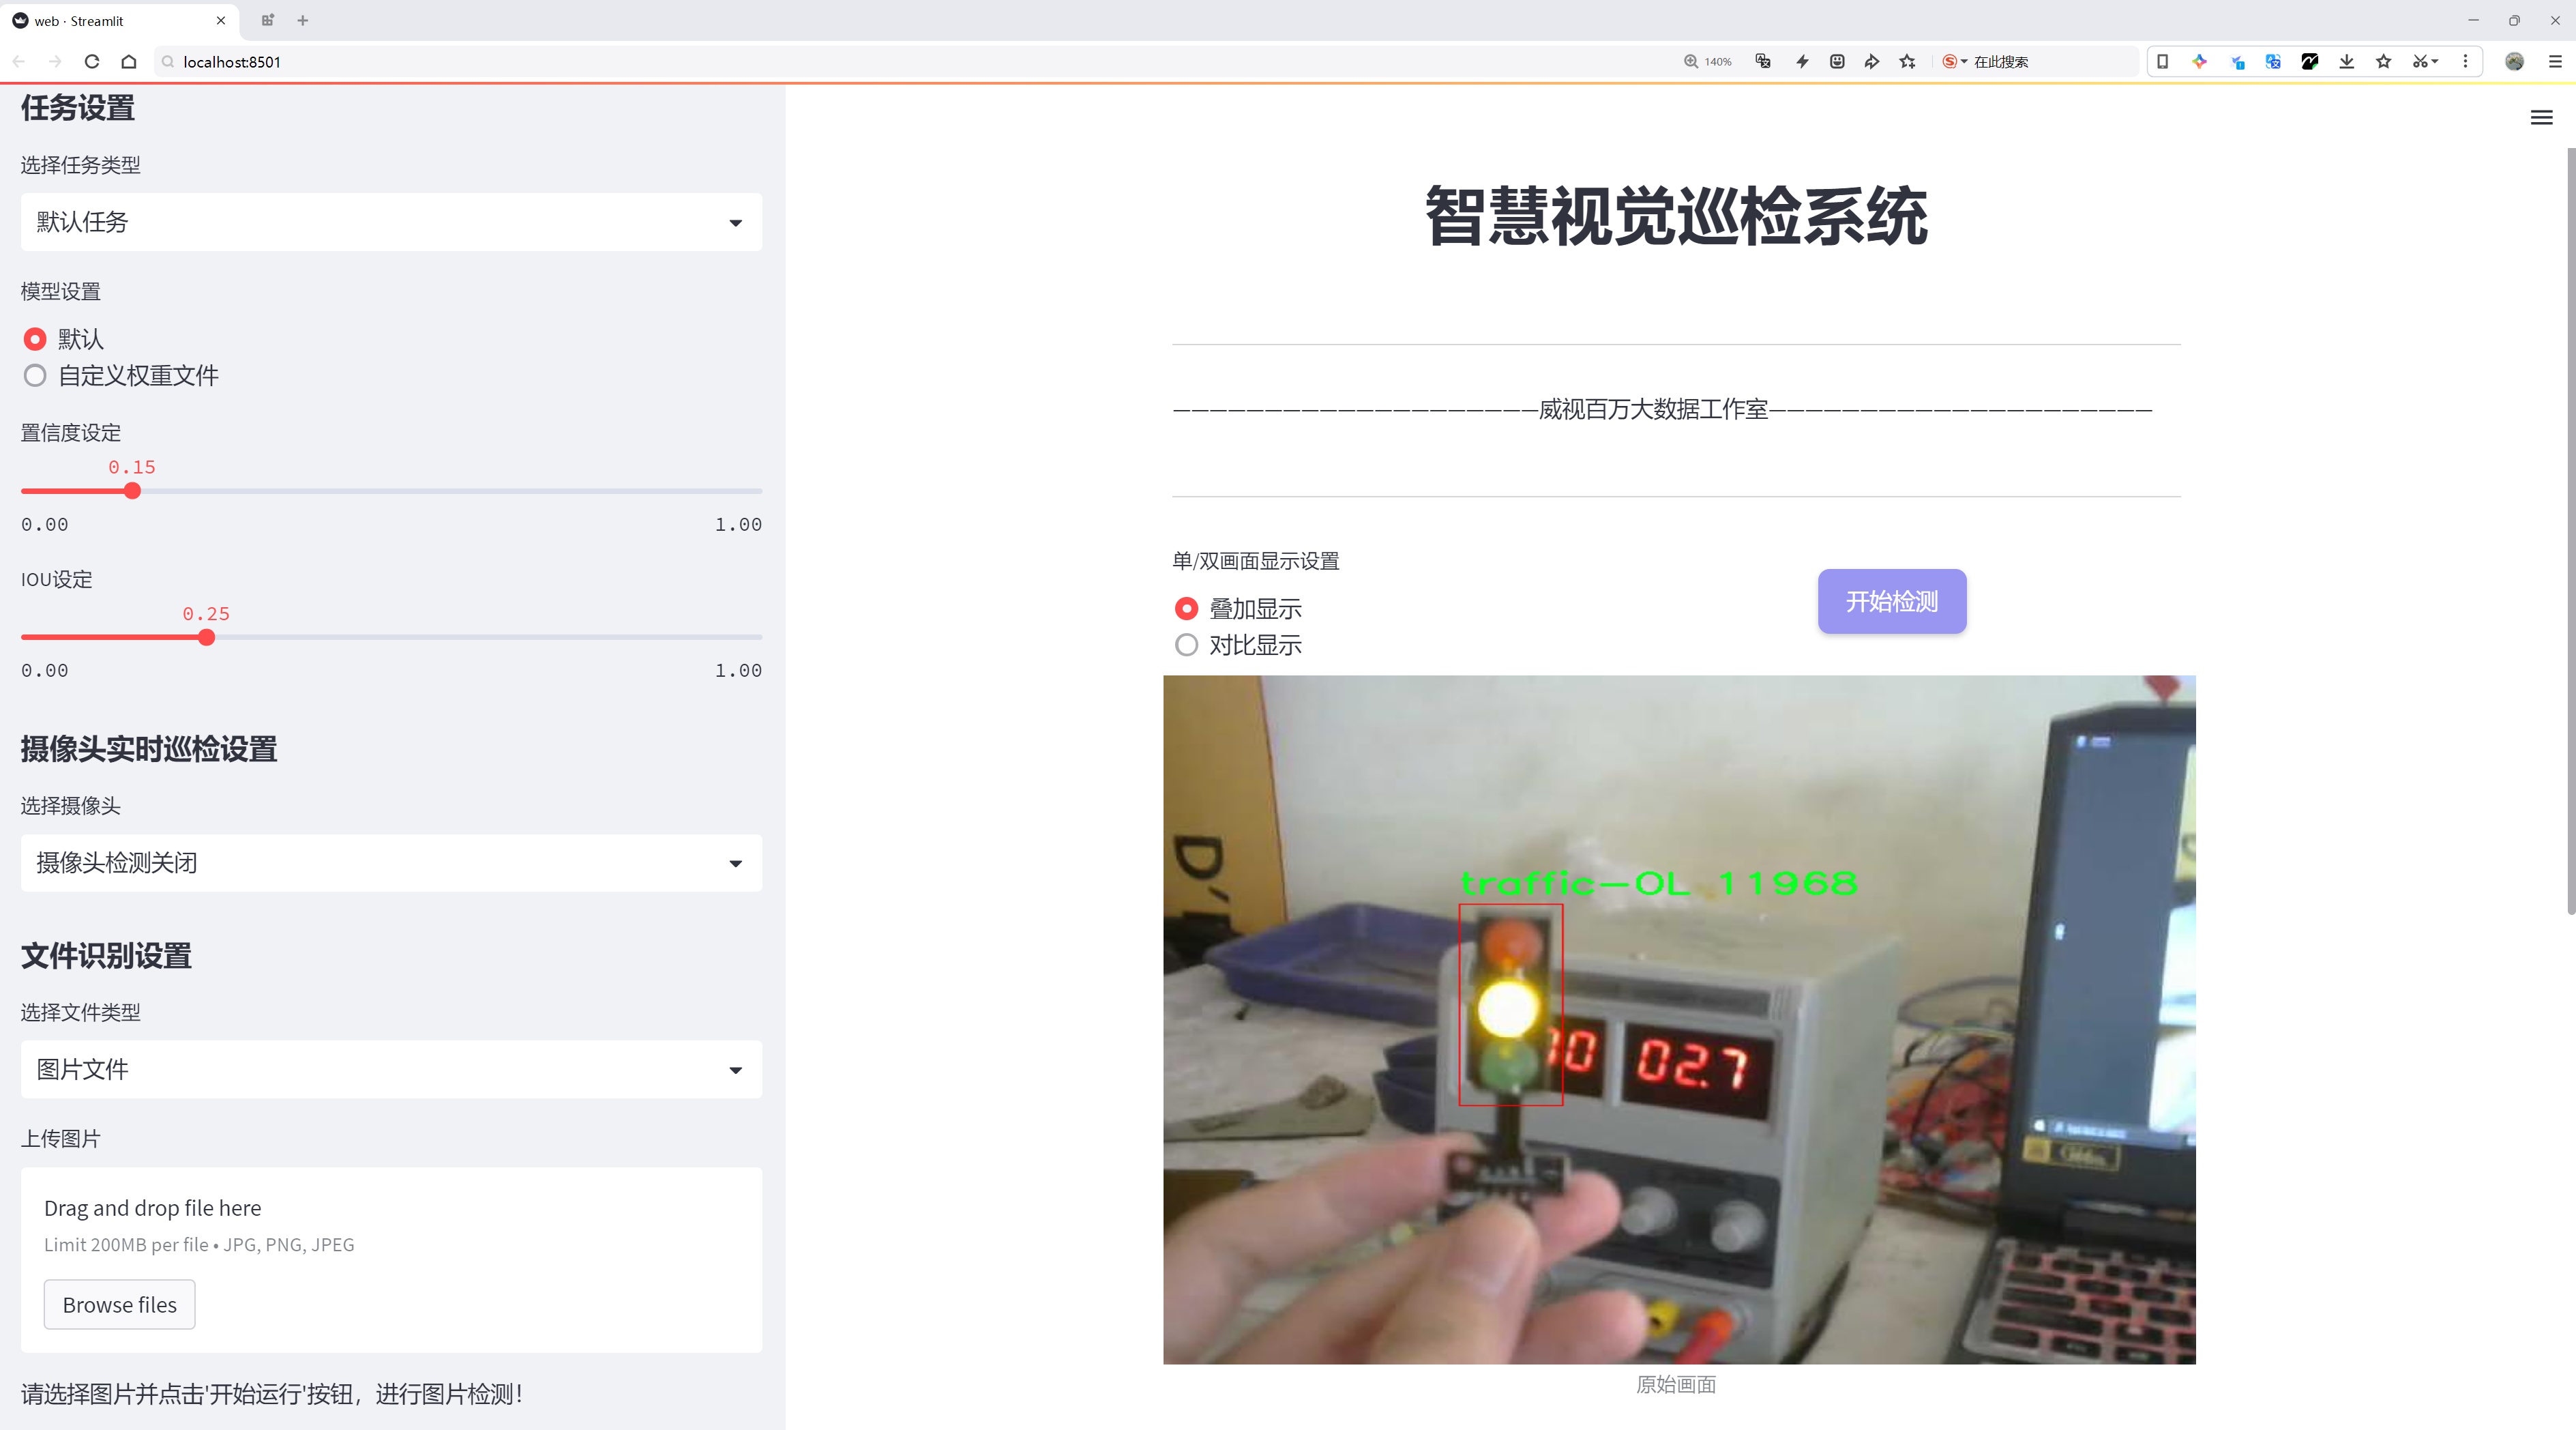 web · Streamlit
localhost:8501
140%
在此搜索
任务设置
选择任务类型
默认任务
模型设置
默认
自定义权重文件
置信度设定
0.15
0.00 1.00
IOU设定
0.25
0.00 1.00
摄像头实时巡检设置
选择摄像头
摄像头检测关闭
文件识别设置
选择文件类型
图片文件
上传图片
Drag and drop file here
Limit 200MB per file • JPG, PNG, JPEG
Browse files
请选择图片并点击'开始运行'按钮，进行图片检测！
智慧视觉巡检系统
————————————————————威视百万大数据工作室—————————————————————
单/双画面显示设置
叠加显示
对比显示
开始检测
traffic-OL 11968
10 02.7
原始画面